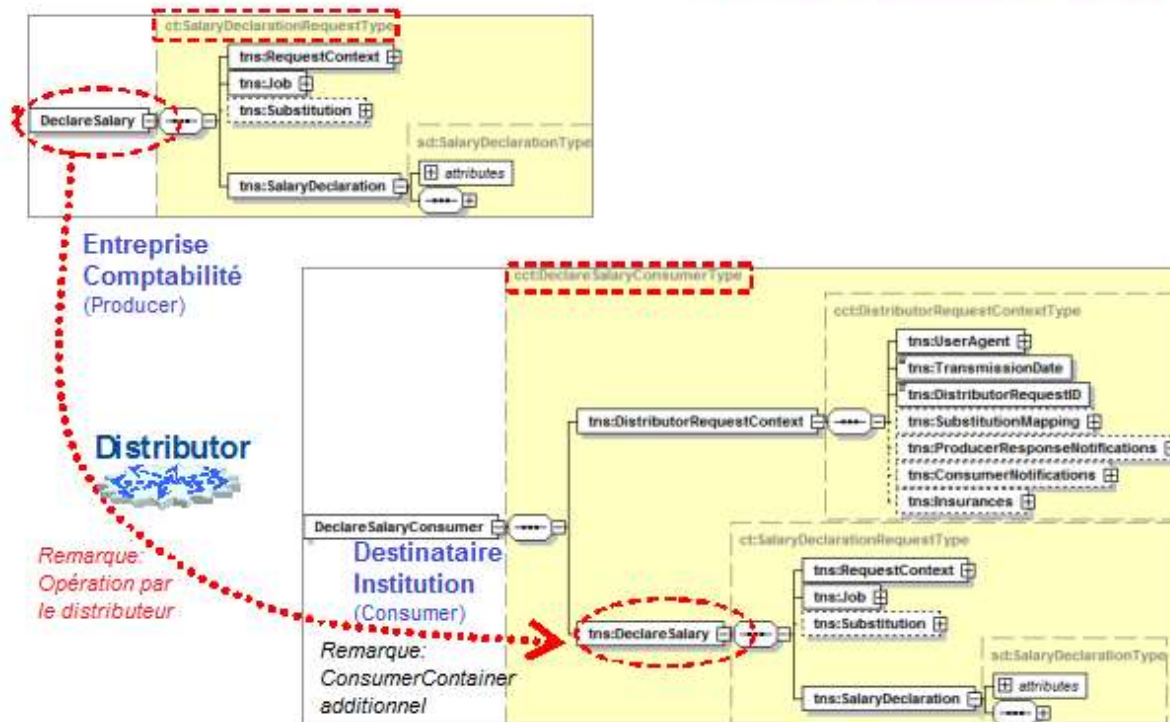 ct:SalaryDeclarationRequestType
tns:RequestContext
tns:Job
tns:Substitution
DeclareSalary
sd:SalaryDeclarationType
attributes
tns:SalaryDeclaration
Entreprise
Comptabilité
(Producer)
cct:DeclareSalaryConsumerType
cct:DistributorRequestContextType
tns:UserAgent
tns:TransmissionDate
tns:DistributorRequestID
tns:DistributorRequestContext
tns:SubstitutionMapping
tns:ProducerResponseNotifications
tns:ConsumerNotifications
tns:Insurances
Distributor
DeclareSalaryConsumer
Remarque:
Opération par
le distributeur
Destinataire
Institution
(Consumer)
Remarque:
ConsumerContainer
additionnel
ct:SalaryDeclarationRequestType
tns:RequestContext
tns:Job
tns:Substitution
tns:DeclareSalary
sd:SalaryDeclarationType
attributes
tns:SalaryDeclaration